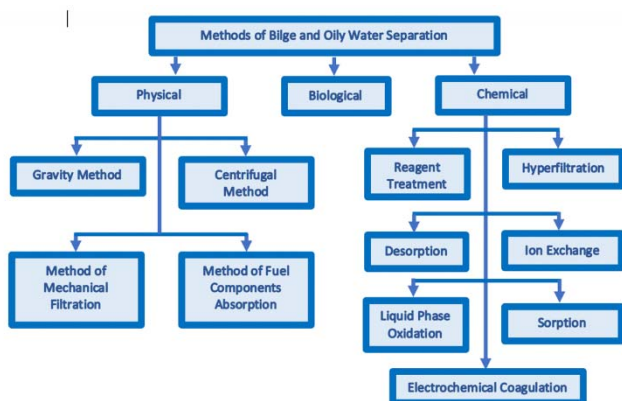 Methods of Bilge and Oily Water Separation
Physical
Biological
Chemical
Gravity Method
Centrifugal
Method
Reagent
Treatment
Hyperfiltration
Desorption
Ion Exchange
Method of
Mechanical
Filtration
Method of Fuel
Components
Absorption
Liquid Phase
Oxidation
Sorption
Electrochemical Coagulation